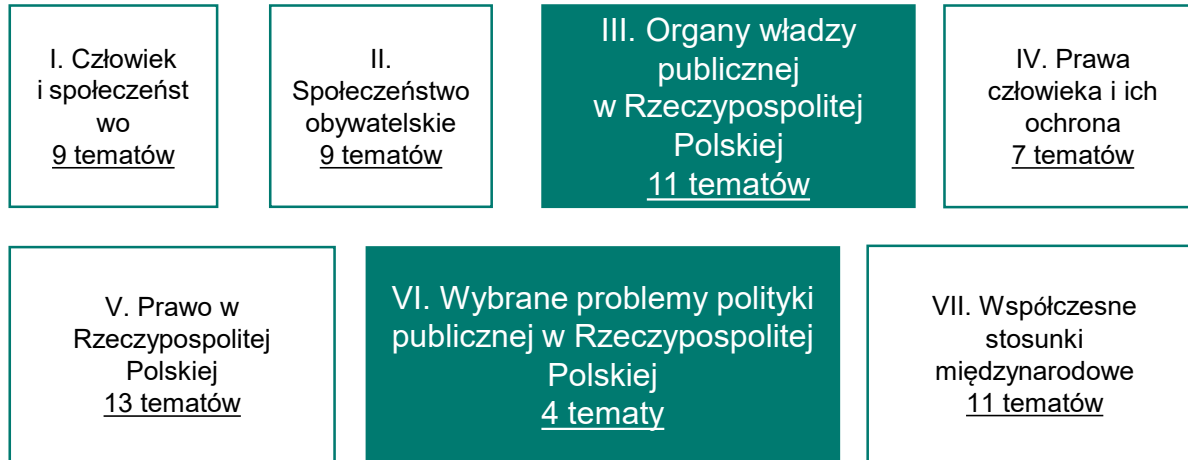 I. Człowiek
i społeczeńst
wo
9 tematów
II.
Społeczeństwo
obywatelskie
9 tematów
III. Organy władzy
publicznej
w Rzeczypospolitej
Polskiej
11 tematów
IV. Prawa
człowieka i ich
ochrona
7 tematów
V. Prawo w
Rzeczypospolitej
Polskiej
13 tematów
VI. Wybrane problemy polityki
publicznej w Rzeczypospolitej
Polskiej
4 tematy
VII. Współczesne
stosunki
międzynarodowe
11 tematów